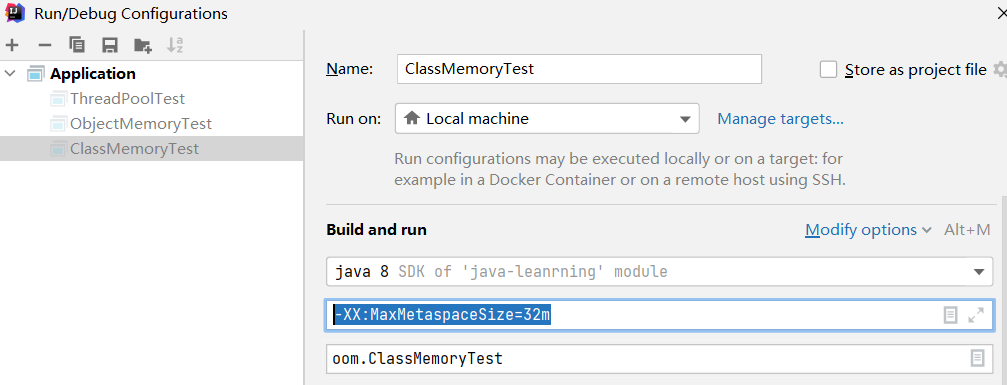 Run/Debug Configurations
Application
ThreadPoolTest
ObjectMemoryTest
ClassMemoryTest
Name: ClassMemoryTest Store as project file
Run on: Local machine Manage targets...
Run configurations may be executed locally or on a target: for
example in a Docker Container or on a remote host using SSH.
Build and run Modify options Alt+M
java 8 SDK of 'java-leanrning' module
-XX:MaxMetaspaceSize=32m
oom.ClassMemoryTest